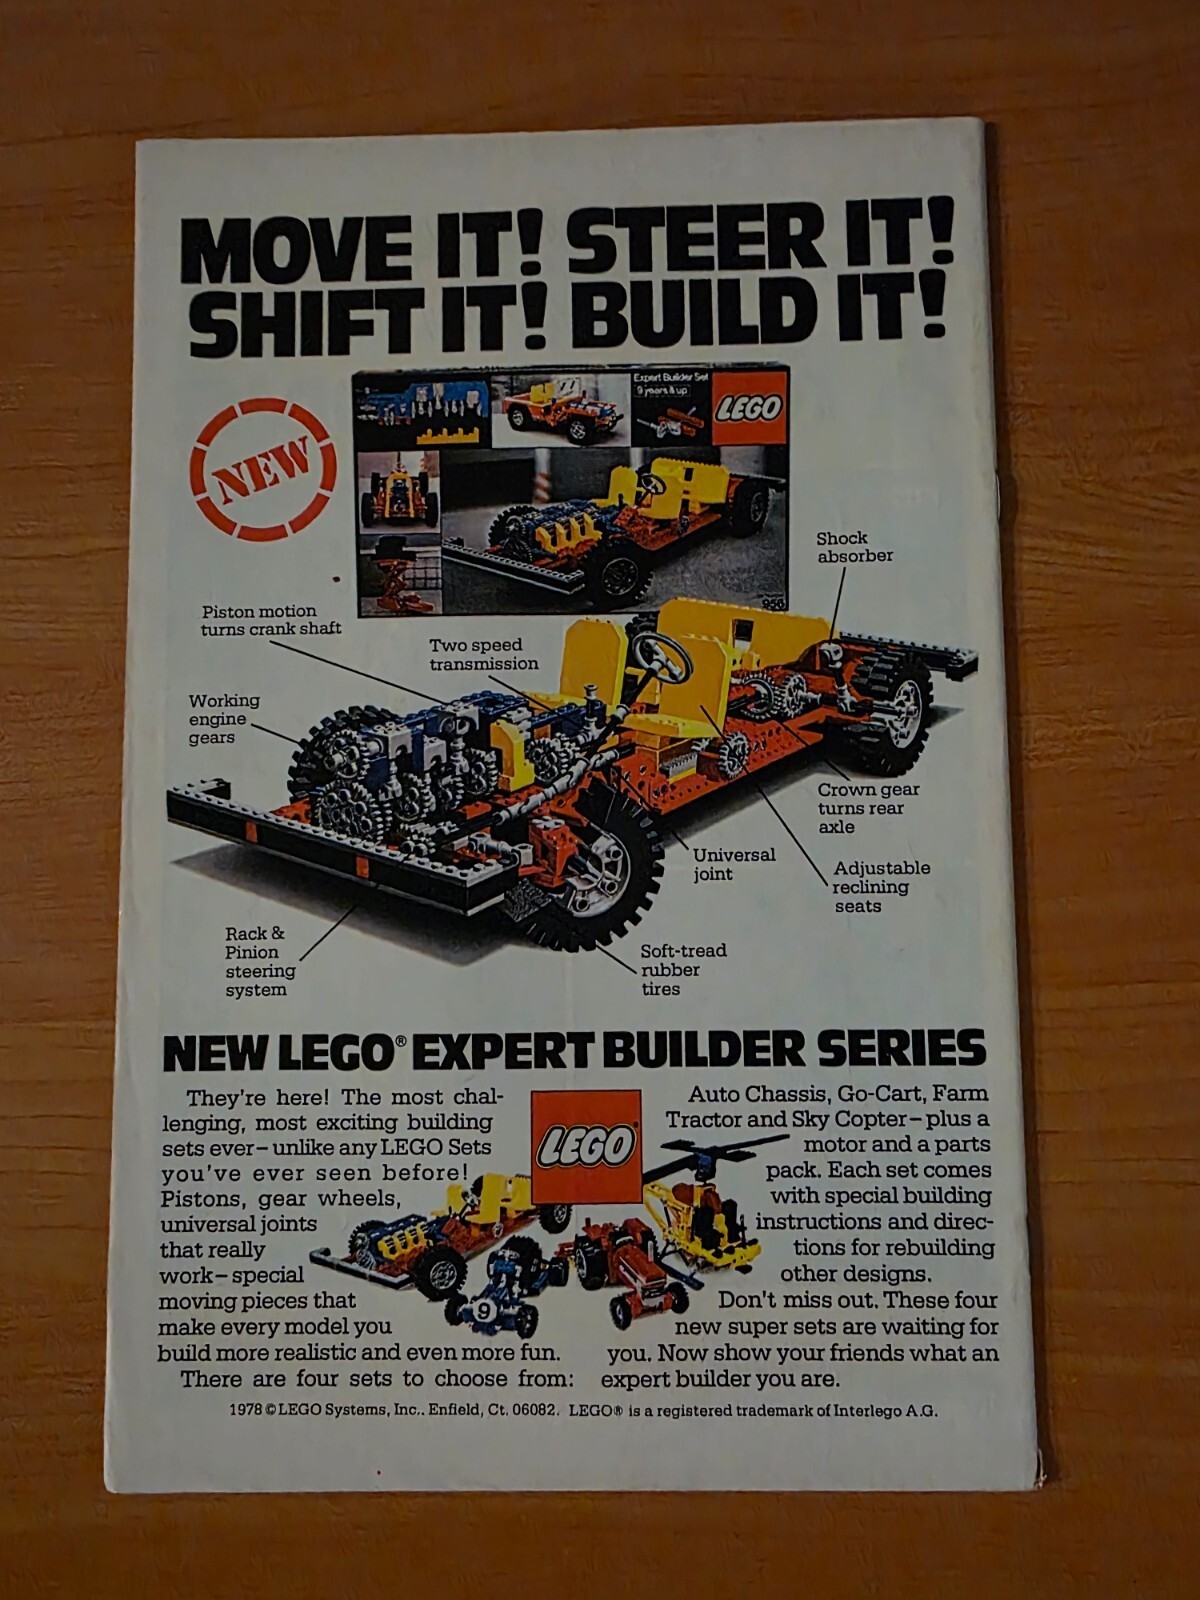 MOVE IT! STEER IT!
SHIFT IT! BUILD IT!
NEW
Expert Builder Set
9 years & up
LEGO
956
Shock
absorber
Piston motion
turns crank shaft
Two speed
transmission
Working
engine
gears
Crown gear
turns rear
axle
Universal
joint
Adjustable
reclining
seats
Rack &
Pinion
steering
system
Soft-tread
rubber
tires
NEW LEGO® EXPERT BUILDER SERIES
They're here! The most chal-
lenging, most exciting building
sets ever–unlike any LEGO Sets
you've ever seen before!
Pistons, gear wheels,
universal joints
that really
work–special
moving pieces that
make every model you
build more realistic and even more fun.
There are four sets to choose from:
LEGO®
9
Auto Chassis, Go-Cart, Farm
Tractor and Sky Copter–plus a
motor and a parts
pack. Each set comes
with special building
instructions and direc-
tions for rebuilding
other designs.
Don't miss out. These four
new super sets are waiting for
you. Now show your friends what an
expert builder you are.
1978 © LEGO Systems, Inc.. Enfield, Ct. 06082. LEGO® is a registered trademark of Interlego A.G.